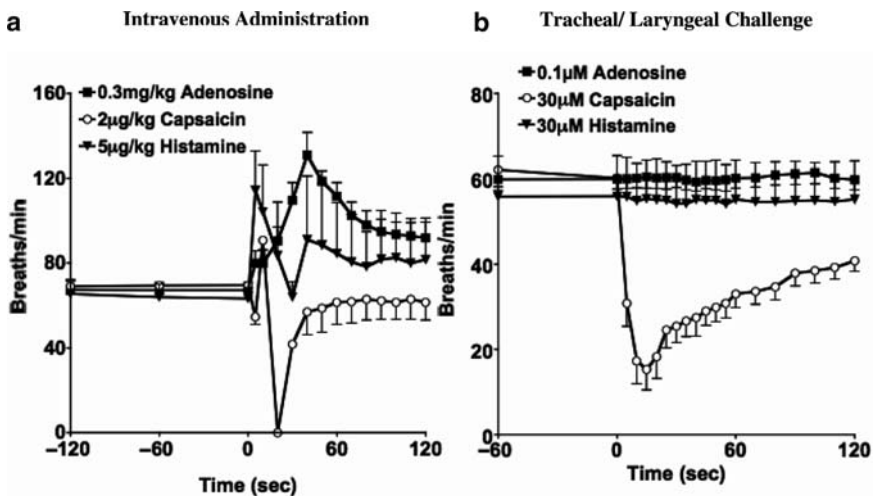 a
Intravenous Administration
160
0.3mg/kg Adenosine
2μg/kg Capsaicin
5μg/kg Histamine
120
80
40
0
Breaths/min
−120
−60
0
60
120
Time (sec)
b
Tracheal/ Laryngeal Challenge
80
0.1μM Adenosine
30μM Capsaicin
30μM Histamine
60
40
20
0
Breaths/min
−60
0
60
120
Time (sec)